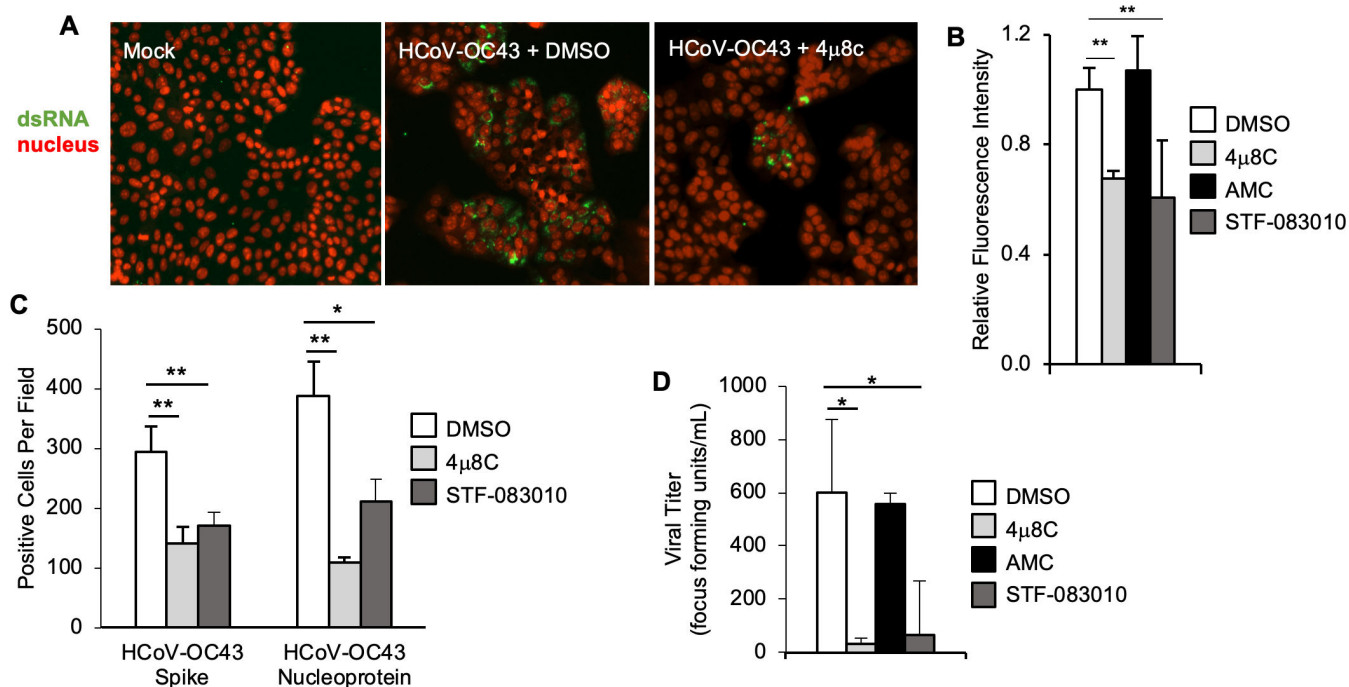 A
Mock
HCoV-OC43 + DMSO
HCoV-OC43 + 4μ8c
dsRNA
nucleus
B
Relative Fluorescence Intensity
1.2
0.8
0.4
0.0
**
**
DMSO
4μ8C
AMC
STF-083010
C
Positive Cells Per Field
500
400
300
200
100
0
**
**
*
**
HCoV-OC43
Spike
HCoV-OC43
Nucleoprotein
DMSO
4μ8C
STF-083010
D
Viral Titer
(focus forming units/mL)
1000
800
600
400
200
0
*
*
DMSO
4μ8C
AMC
STF-083010